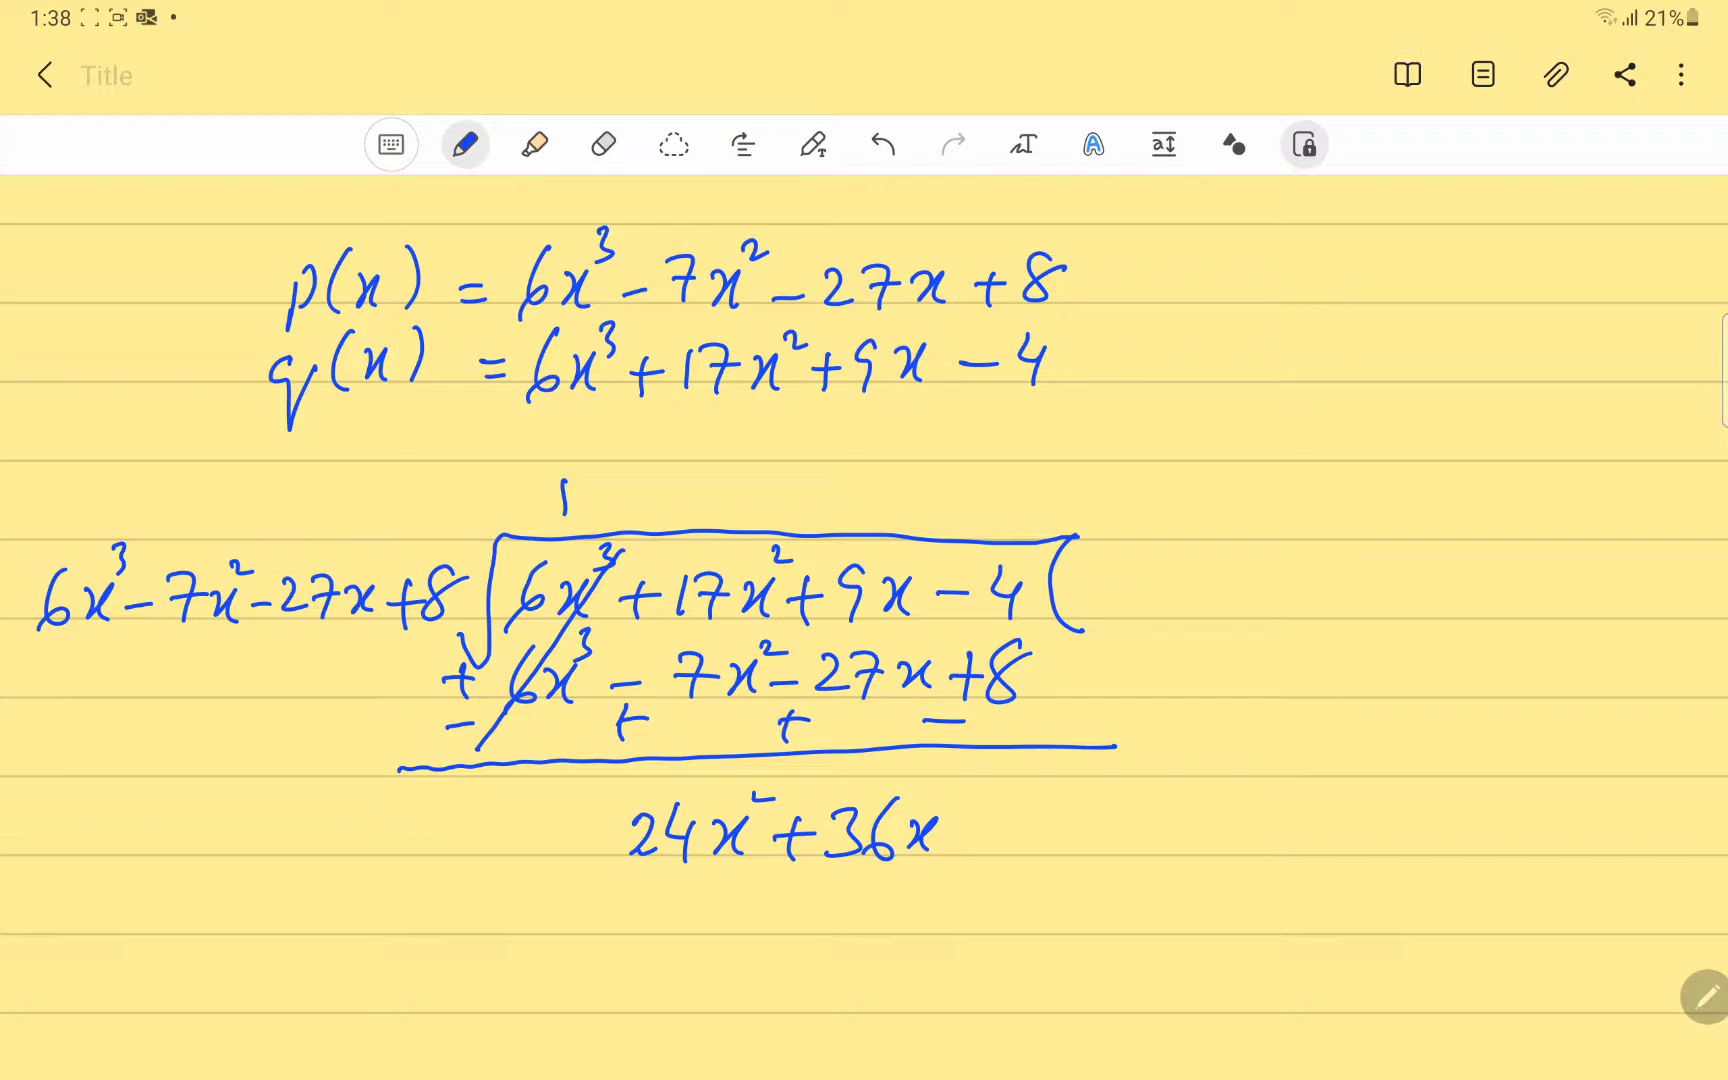 1:38 21%
Title
p(x) = 6x³ - 7x² - 27x + 8
q(x) = 6x³ + 17x² + 9x - 4
1
6x³ - 7x² - 27x + 8 √ 6x³ + 17x² + 9x - 4 (
+ 6x³ - 7x² - 27x + 8
- + + -
24x² + 36x